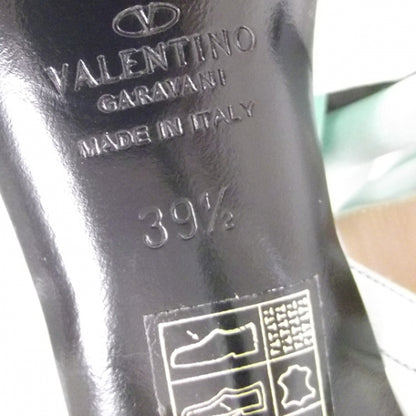 V
VALENTINO
GARAVANI
MADE IN ITALY
39½